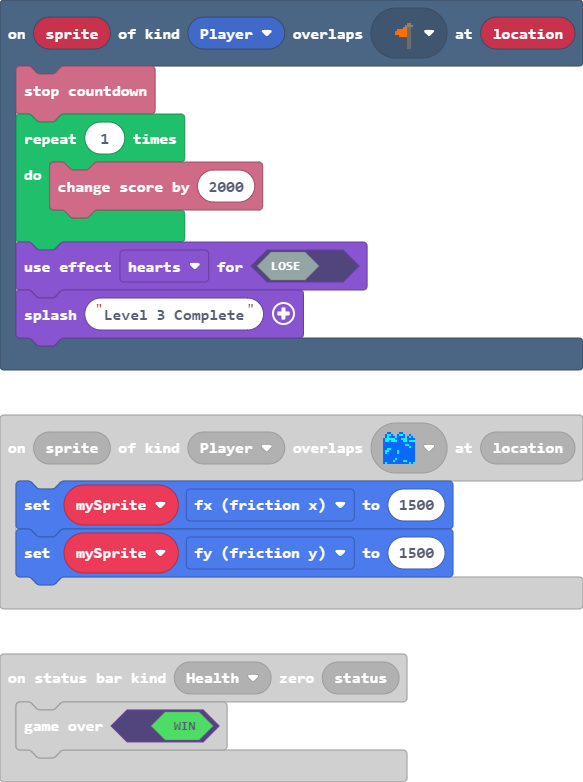 on sprite of kind Player overlaps at location
stop countdown
repeat 1 times
do
change score by 2000
use effect hearts for LOSE
splash "Level 3 Complete"
on sprite of kind Player overlaps at location
set mySprite fx (friction x) to 1500
set mySprite fy (friction y) to 1500
on status bar kind Health zero status
game over WIN